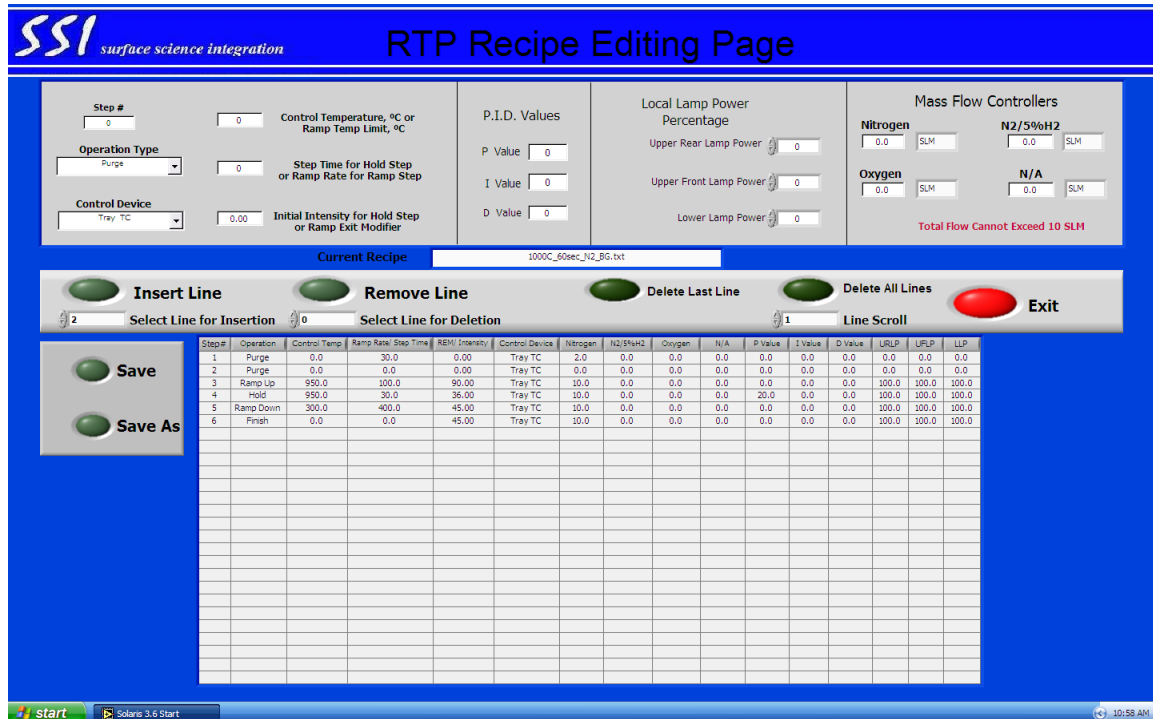 SSI surface science integration
RTP Recipe Editing Page
Step #
0
Operation Type
Purge
Control Device
Tray TC
0
Control Temperature, ºC or
Ramp Temp Limit, ºC
0
Step Time for Hold Step
or Ramp Rate for Ramp Step
0.00
Initial Intensity for Hold Step
or Ramp Exit Modifier
P.I.D. Values
P Value 0
I Value 0
D Value 0
Local Lamp Power
Percentage
Upper Rear Lamp Power 0
Upper Front Lamp Power 0
Lower Lamp Power 0
Mass Flow Controllers
Nitrogen N2/5%H2
0.0 SLM 0.0 SLM
Oxygen N/A
0.0 SLM 0.0 SLM
Total Flow Cannot Exceed 10 SLM
Current Recipe 1000C_60sec_N2_BG.txt
Insert Line Remove Line Delete Last Line Delete All Lines Exit
2 Select Line for Insertion 0 Select Line for Deletion 1 Line Scroll
Save
Save As
Step# Operation Control Temp Ramp Rate/ Step Time REM/ Intensity Control Device Nitrogen N2/5%H2 Oxygen N/A P Value I Value D Value URLP UFLP LLP
1 Purge 0.0 30.0 0.00 Tray TC 2.0 0.0 0.0 0.0 0.0 0.0 0.0 0.0 0.0 0.0
2 Purge 0.0 0.0 0.00 Tray TC 0.0 0.0 0.0 0.0 0.0 0.0 0.0 0.0 0.0 0.0
3 Ramp Up 950.0 100.0 90.00 Tray TC 10.0 0.0 0.0 0.0 0.0 0.0 0.0 100.0 100.0 100.0
4 Hold 950.0 30.0 36.00 Tray TC 10.0 0.0 0.0 0.0 20.0 0.0 0.0 100.0 100.0 100.0
5 Ramp Down 300.0 400.0 45.00 Tray TC 10.0 0.0 0.0 0.0 0.0 0.0 0.0 100.0 100.0 100.0
6 Finish 0.0 0.0 45.00 Tray TC 10.0 0.0 0.0 0.0 0.0 0.0 0.0 100.0 100.0 100.0
start Solaris 3.6 Start 10:58 AM